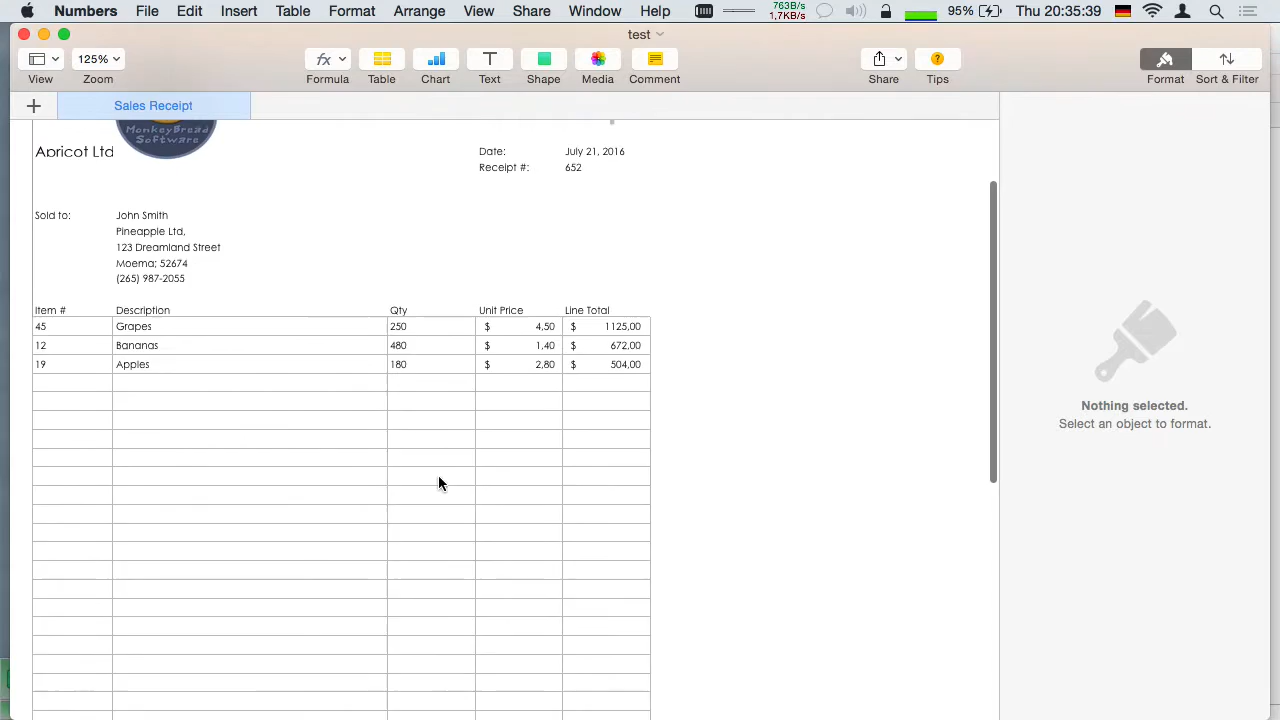 Numbers File Edit Insert Table Format Arrange View Share Window Help 763B/s 1,7KB/s 95% Thu 20:35:39
test
125%
View Zoom Formula Table Chart Text Shape Media Comment Share Tips Format Sort & Filter
Sales Receipt
MonkeyBread
Software
Apricot Ltd
Date: July 21, 2016
Receipt #: 652
Sold to: John Smith
Pineapple Ltd,
123 Dreamland Street
Moema; 52674
(265) 987-2055
Item # Description Qty Unit Price Line Total
45 Grapes 250 $ 4,50 $ 1125,00
12 Bananas 480 $ 1,40 $ 672,00
19 Apples 180 $ 2,80 $ 504,00
Nothing selected.
Select an object to format.